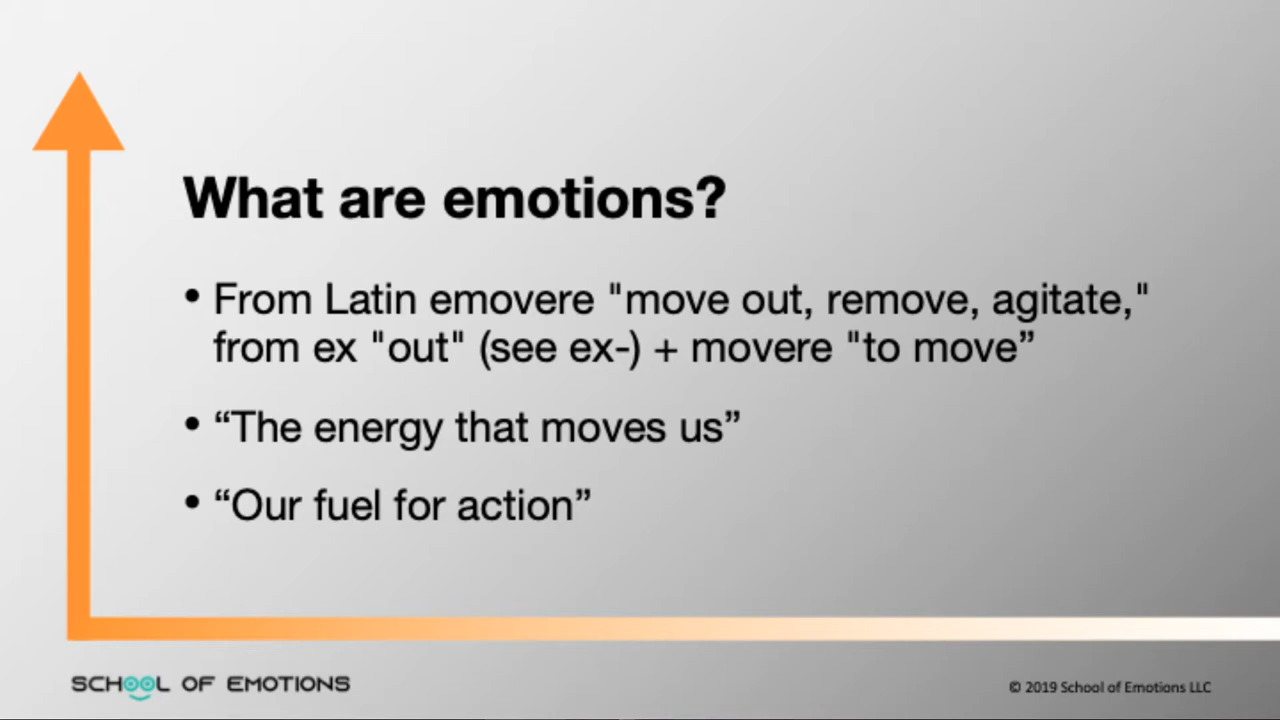 What are emotions?
• From Latin emovere "move out, remove, agitate,"
from ex "out" (see ex-) + movere "to move”
• “The energy that moves us”
• “Our fuel for action”
SCHOOL OF EMOTIONS
© 2019 School of Emotions LLC